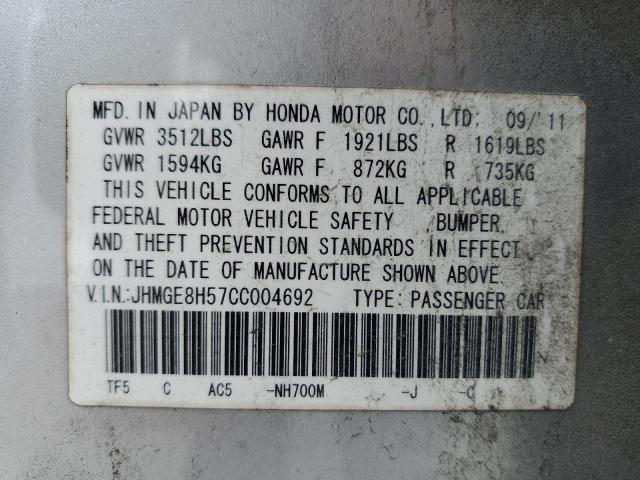 MFD. IN JAPAN BY HONDA MOTOR CO., LTD: 09/'11
GVWR 3512LBS GAWR F 1921LBS R 1619LBS
GVWR 1594KG GAWR F 872KG R 735KG
THIS VEHICLE CONFORMS TO ALL APPLICABLE
FEDERAL MOTOR VEHICLE SAFETY , BUMPER,
AND THEFT PREVENTION STANDARDS IN EFFECT
ON THE DATE OF MANUFACTURE SHOWN ABOVE.
V.I.N.:JHMGE8H57CC004692 TYPE: PASSENGER CAR
TF5 C AC5 -NH700M -J -C